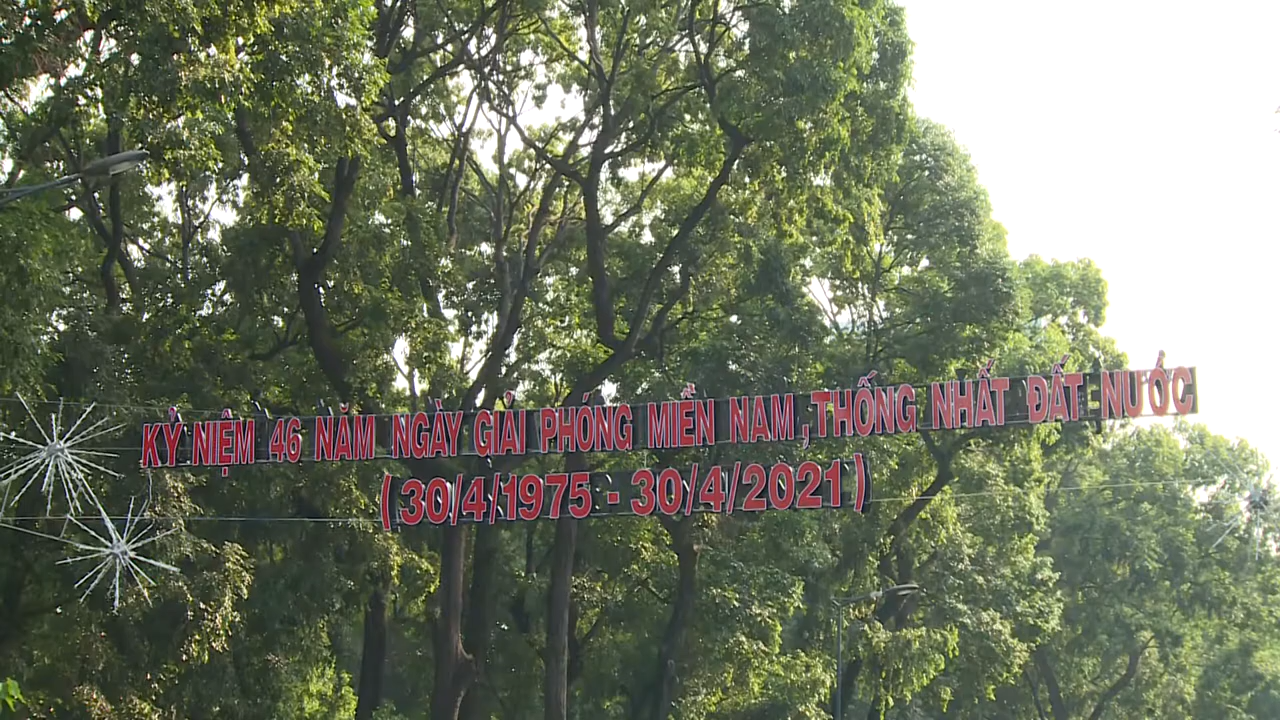 KỶ NIỆM 46 NĂM NGÀY GIẢI PHÓNG MIỀN NAM, THỐNG NHẤT ĐẤT NƯỚC
(30/4/1975 - 30/4/2021)